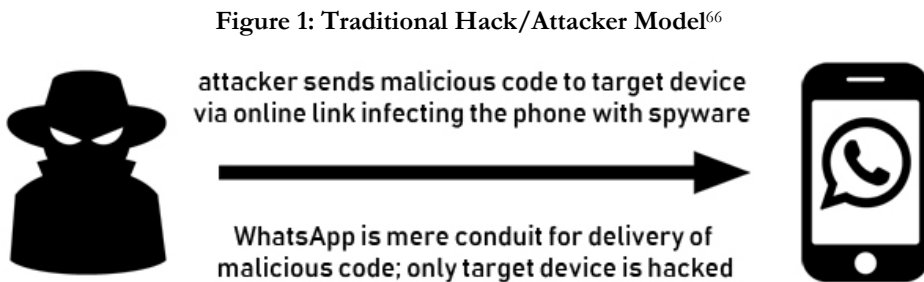 Figure 1: Traditional Hack/Attacker Model66
attacker sends malicious code to target device
via online link infecting the phone with spyware
WhatsApp is mere conduit for delivery of
malicious code; only target device is hacked